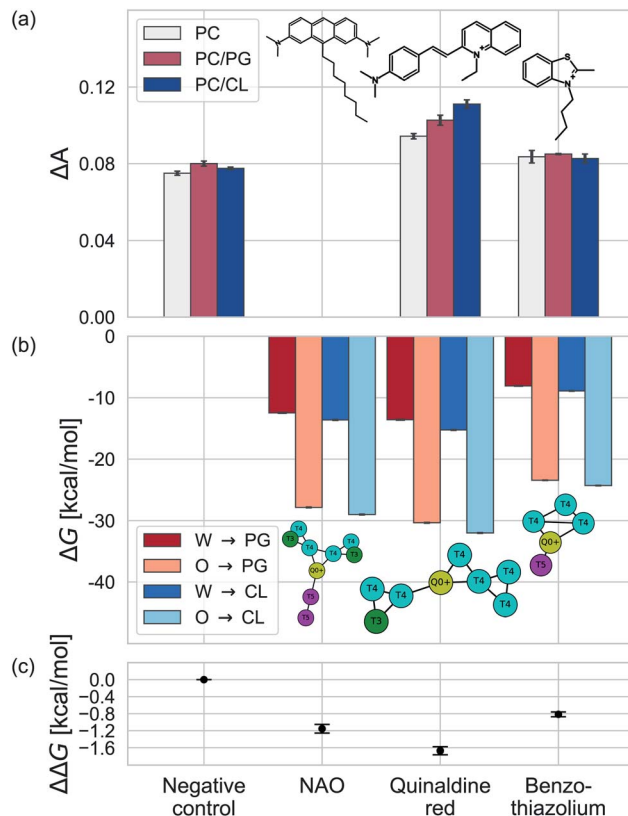 (a)
PC
PC/PG
PC/CL
N
N
N
N+
S
N+
ΔA
0.12
0.08
0.04
0.00
(b)
ΔG [kcal/mol]
0
-10
-20
-30
-40
W → PG
O → PG
W → CL
O → CL
T4
T3
T4
T4
T4
T3
Q0+
T5
T5
T4
T4
T3
Q0+
T4
T4
T4
T4
T4
T4
T4
Q0+
T5
(c)
ΔΔG [kcal/mol]
0.0
−0.4
−0.8
−1.2
−1.6
Negative
control
NAO
Quinaldine
red
Benzo-
thiazolium